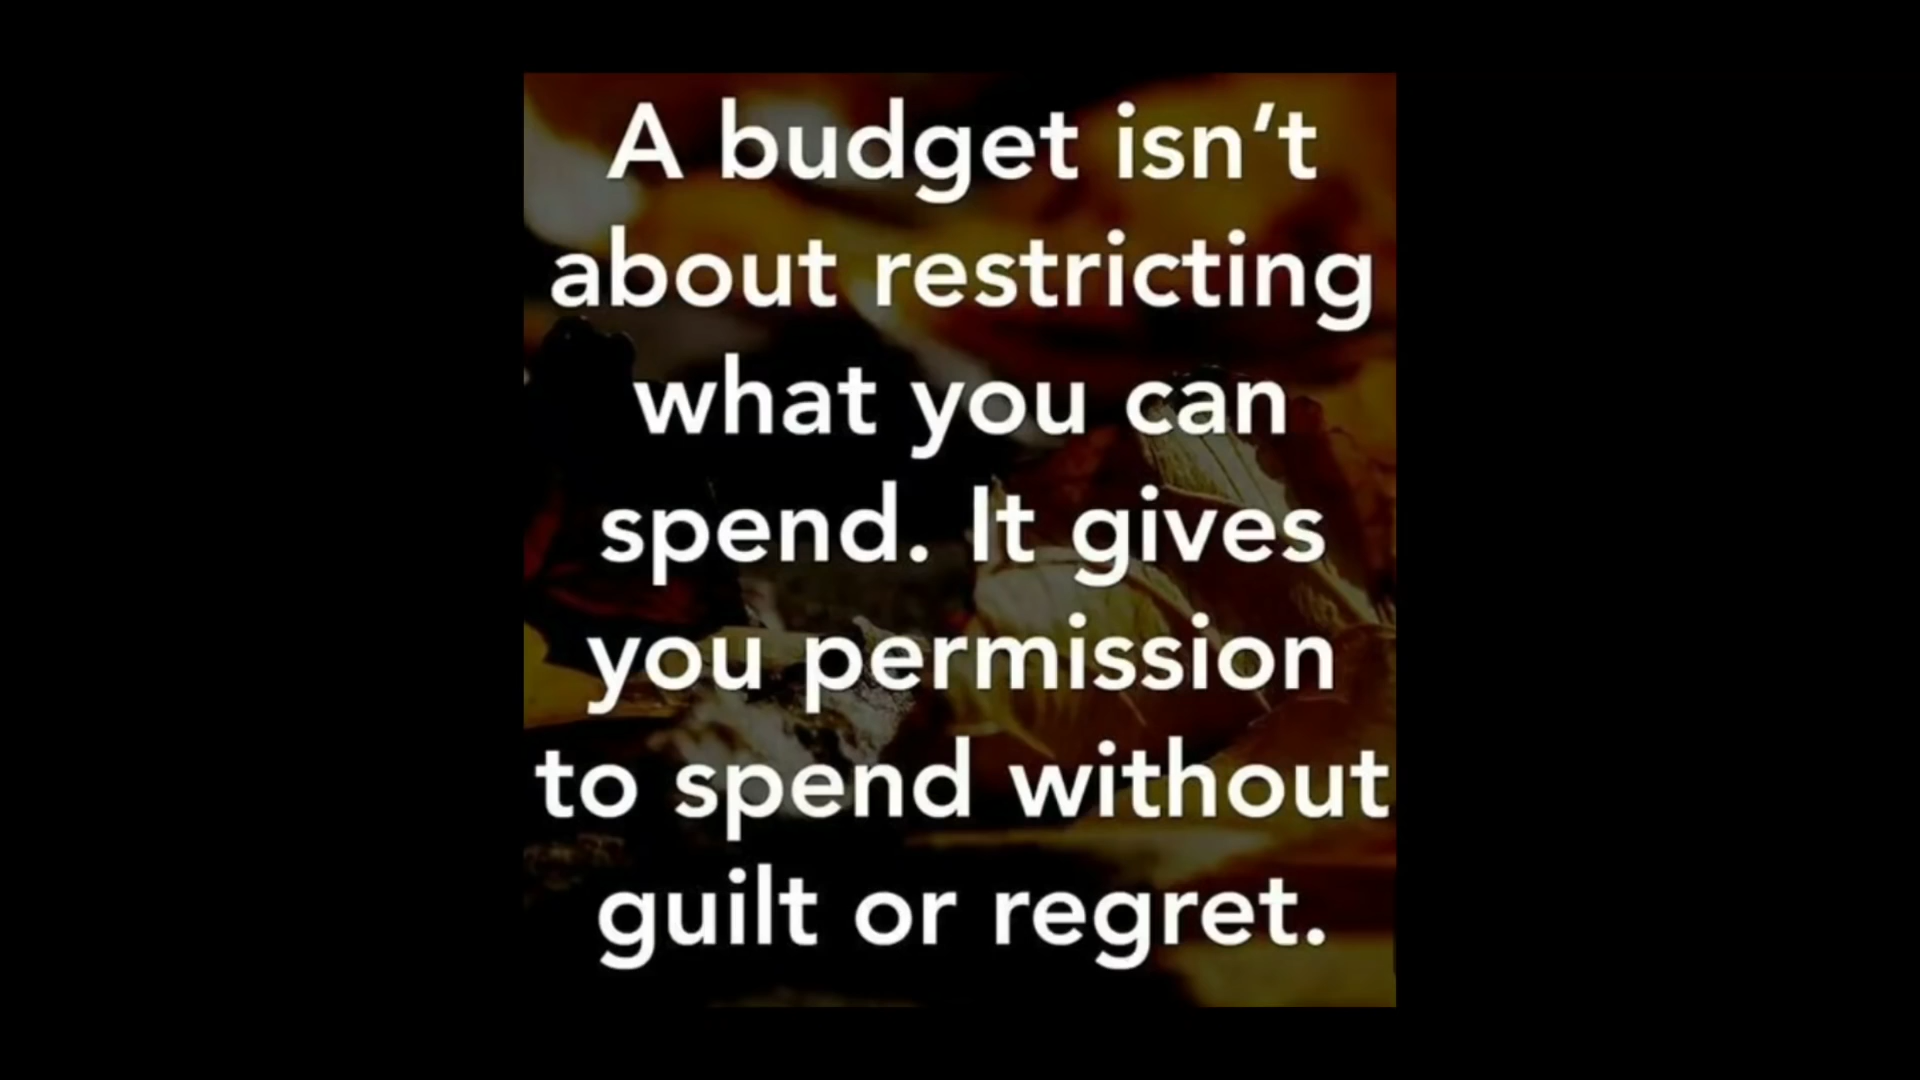 A budget isn’t
about restricting
what you can
spend. It gives
you permission
to spend without
guilt or regret.